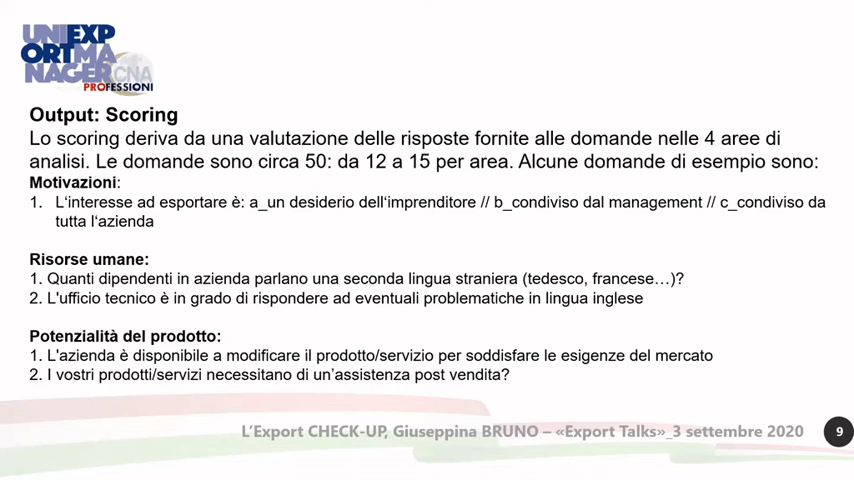 UNIEXP
ORTMA
NAGERCNA
PROFESSIONI
Output: Scoring
Lo scoring deriva da una valutazione delle risposte fornite alle domande nelle 4 aree di
analisi. Le domande sono circa 50: da 12 a 15 per area. Alcune domande di esempio sono:
Motivazioni:
1. L'interesse ad esportare è: a_un desiderio dell'imprenditore // b_condiviso dal management // c_condiviso da
tutta l'azienda
Risorse umane:
1. Quanti dipendenti in azienda parlano una seconda lingua straniera (tedesco, francese…)?
2. L'ufficio tecnico è in grado di rispondere ad eventuali problematiche in lingua inglese
Potenzialità del prodotto:
1. L'azienda è disponibile a modificare il prodotto/servizio per soddisfare le esigenze del mercato
2. I vostri prodotti/servizi necessitano di un'assistenza post vendita?
L'Export CHECK-UP, Giuseppina BRUNO – «Export Talks»_3 settembre 2020
9